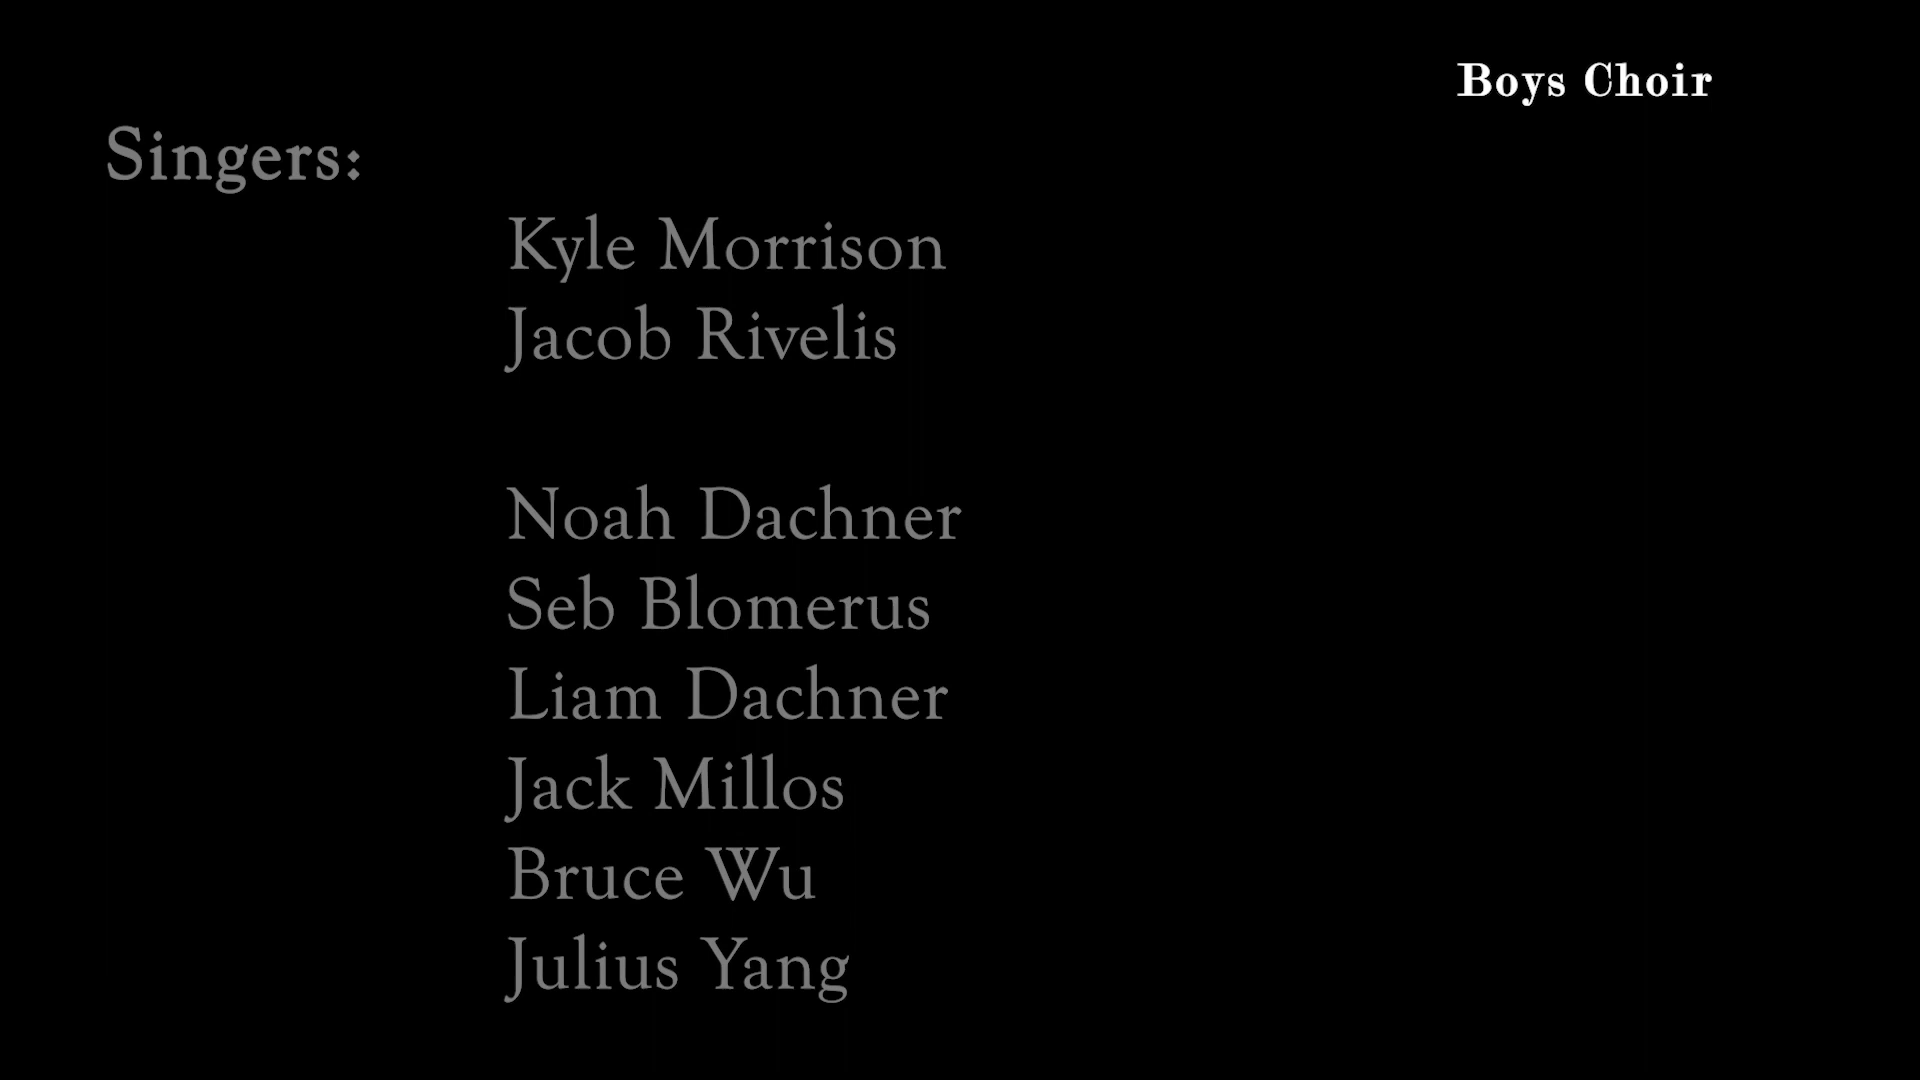 Boys Choir
Singers:
Kyle Morrison
Jacob Rivelis
Noah Dachner
Seb Blomerus
Liam Dachner
Jack Millos
Bruce Wu
Julius Yang